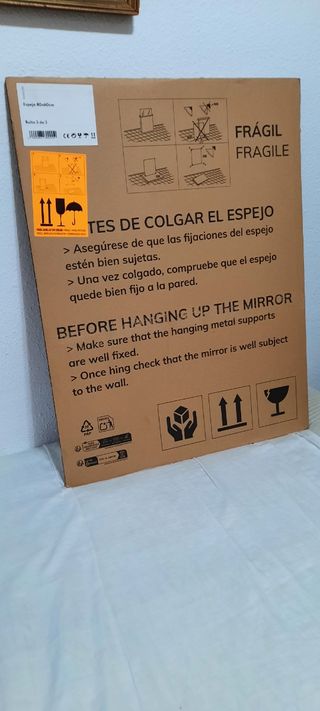 Espejo 80x60cm
Bulto 3 de 3
FRÁGIL
FRAGILE
TES DE COLGAR EL ESPEJO
> Asegúrese de que las fijaciones del espejo
estén bien sujetas.
> Una vez colgado, compruebe que el espejo
quede bien fijo a la pared.
BEFORE HANGING UP THE MIRROR
> Make sure that the hanging metal supports
are well fixed.
> Once hing check that the mirror is well subject
to the wall.
PAP